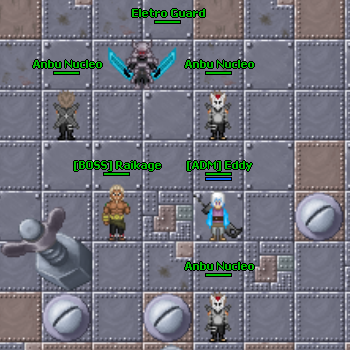 Eletro Guard
Anbu Nucleo
Anbu Nucleo
[BOSS] Raikage
[ADM] Eddy
Anbu Nucleo